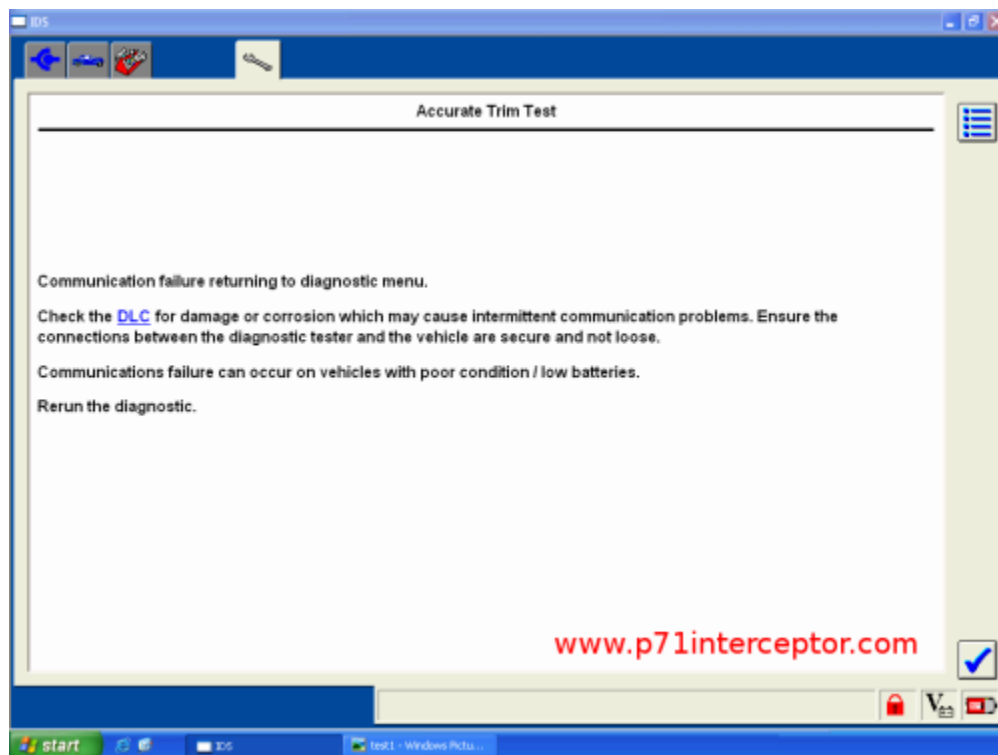 IDS
Accurate Trim Test
Communication failure returning to diagnostic menu.
Check the DLC for damage or corrosion which may cause intermittent communication problems. Ensure the
connections between the diagnostic tester and the vehicle are secure and not loose.
Communications failure can occur on vehicles with poor condition / low batteries.
Rerun the diagnostic.
www.p71interceptor.com
V
start
IDS
test1 - Windows Pictu...